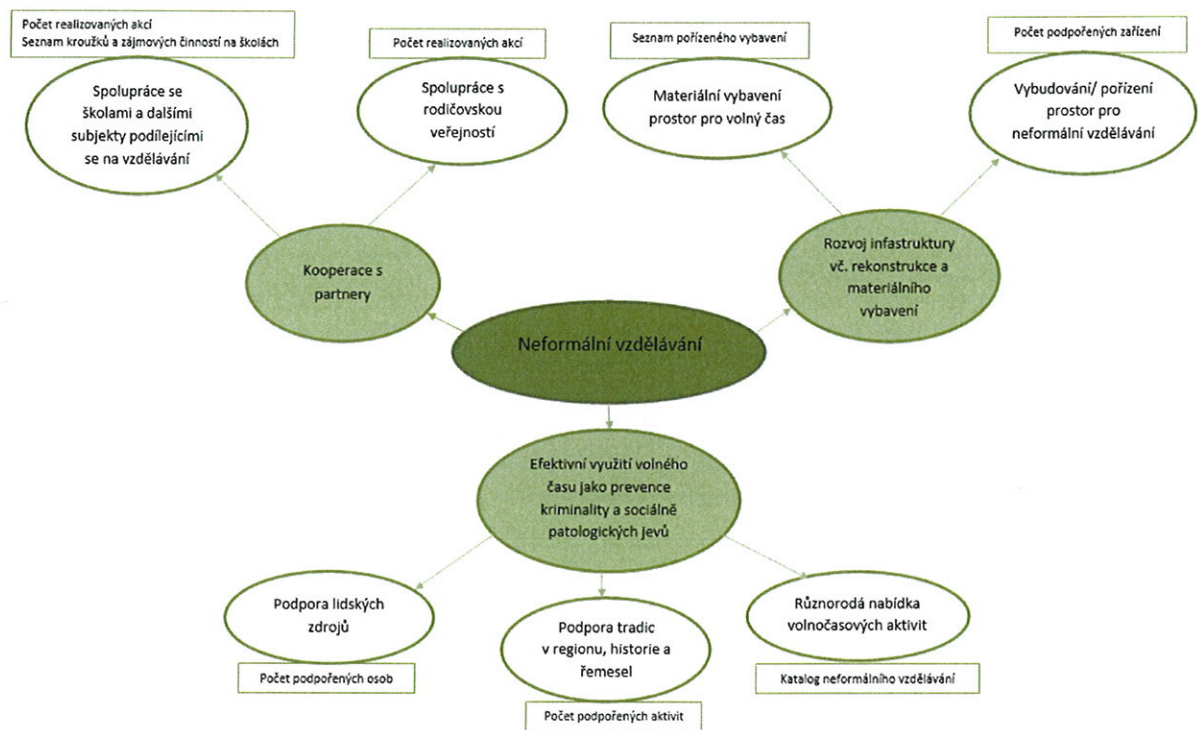 Počet realizovaných akcí
Seznam kroužků a zájmových činností na školách
Spolupráce se
školami a dalšími
subjekty podílejícími
se na vzdělávání
Počet realizovaných akcí
Spolupráce s
rodičovskou
veřejností
Seznam pořízeného vybavení
Materiální vybavení
prostor pro volný čas
Počet podpořených zařízení
Vybudování/ pořízení
prostor pro
neformální vzdělávání
Kooperace s
partnery
Rozvoj infastruktury
vč. rekonstrukce a
materiálního
vybavení
Neformální vzdělávání
Efektivní využití volného
času jako prevence
kriminality a sociálně
patologických jevů
Podpora lidských
zdrojů
Počet podpořených osob
Podpora tradic
v regionu, historie a
řemesel
Počet podpořených aktivit
Různorodá nabídka
volnočasových aktivit
Katalog neformálního vzdělávání